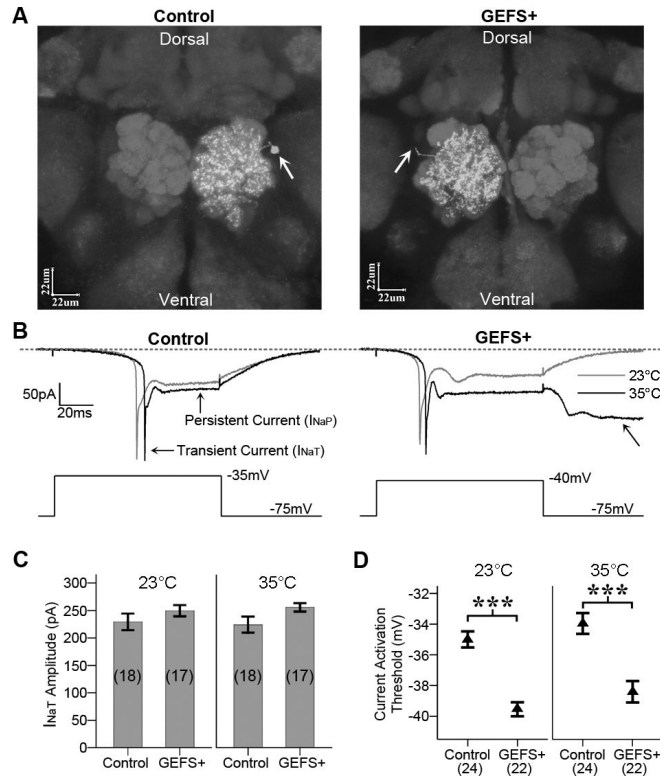 A
Control
GEFS+
Dorsal
Dorsal
22um
22um
Ventral
22um
22um
Ventral
B
Control
GEFS+
50pA
20ms
Persistent Current (INaP)
Transient Current (INaT)
23°C
35°C
-35mV
-75mV
-40mV
-75mV
C
INaT Amplitude (pA)
300
250
200
150
100
50
0
23°C
35°C
(18)
(17)
(18)
(17)
Control
GEFS+
Control
GEFS+
D
Current Activation
Threshold (mV)
-32
-34
-36
-38
-40
23°C
35°C
***
***
Control
(24)
GEFS+
(22)
Control
(24)
GEFS+
(22)